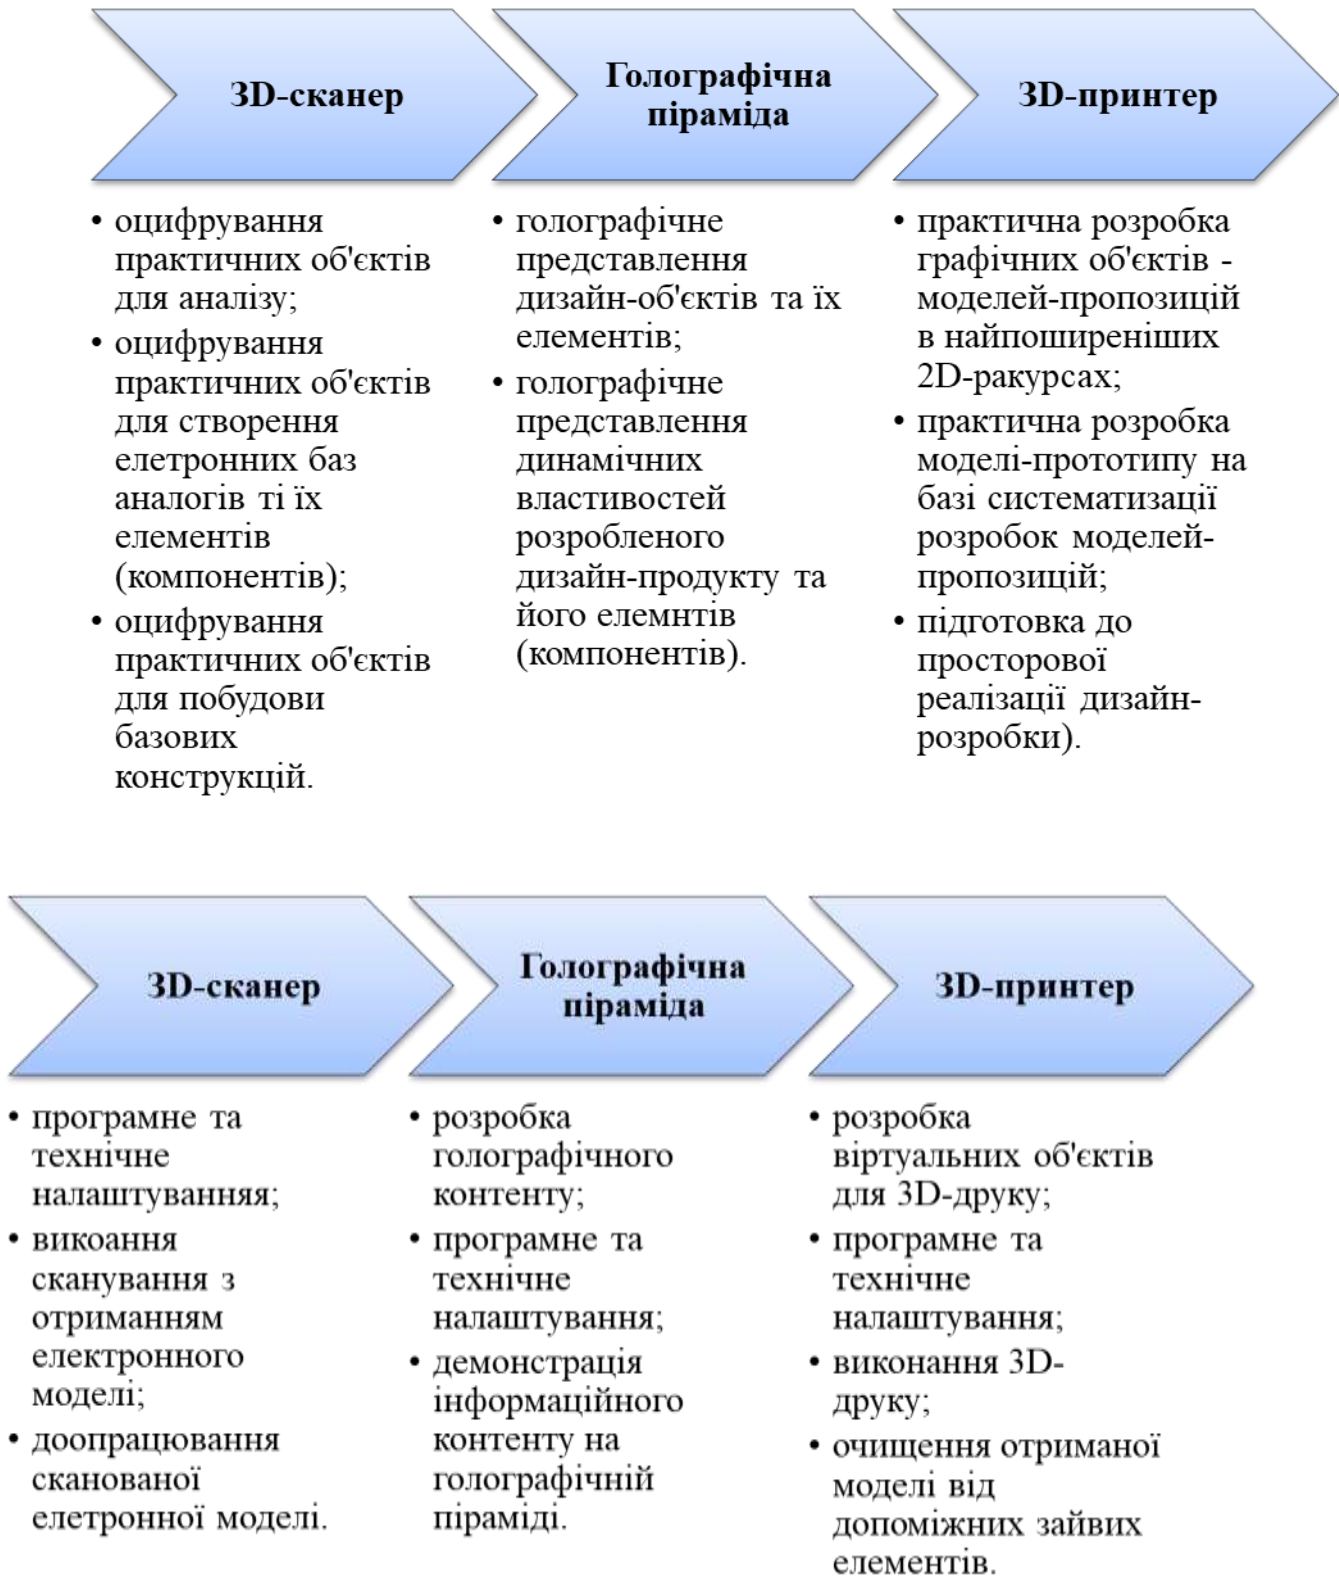 3D-сканер
Голографічна
піраміда
3D-принтер
• оцифрування
практичних об'єктів
для аналізу;
• оцифрування
практичних об'єктів
для створення
елетронних баз
аналогів ті їх
елементів
(компонентів);
• оцифрування
практичних об'єктів
для побудови
базових
конструкцій.
• голографічне
представлення
дизайн-об'єктів та їх
елементів;
• голографічне
представлення
динамічних
властивостей
розробленого
дизайн-продукту та
його елемнтів
(компонентів).
• практична розробка
графічних об'єктів -
моделей-пропозицій
в найпоширеніших
2D-ракурсах;
• практична розробка
моделі-прототипу на
базі систематизації
розробок моделей-
пропозицій;
• підготовка до
просторової
реалізації дизайн-
розробки).
3D-сканер
Голографічна
піраміда
3D-принтер
• програмне та
технічне
налаштуванняя;
• викоання
сканування з
отриманням
електронного
моделі;
• доопрацювання
сканованої
елетронної моделі.
• розробка
голографічного
контенту;
• програмне та
технічне
налаштування;
• демонстрація
інформаційного
контенту на
голографічній
піраміді.
• розробка
віртуальних об'єктів
для 3D-друку;
• програмне та
технічне
налаштування;
• виконання 3D-
друку;
• очищення отриманої
моделі від
допоміжних зайвих
елементів.